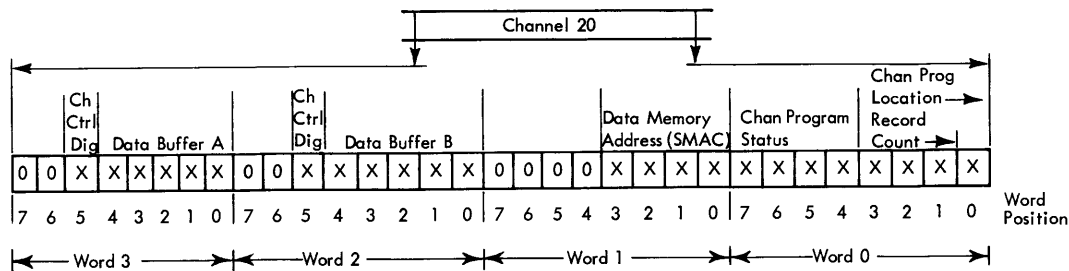 Channel 20
Ch
Ctrl
Dig
Data Buffer A
Ch
Ctrl
Dig
Data Buffer B
Data Memory
Address (SMAC)
Chan Program
Status
Chan Prog
Location
Record
Count
0 0 X X X X X X 0 0 X X X X X X 0 0 0 0 X X X X X X X X X X X X
7 6 5 4 3 2 1 0 7 6 5 4 3 2 1 0 7 6 5 4 3 2 1 0 7 6 5 4 3 2 1 0
Word
Position
Word 3 Word 2 Word 1 Word 0